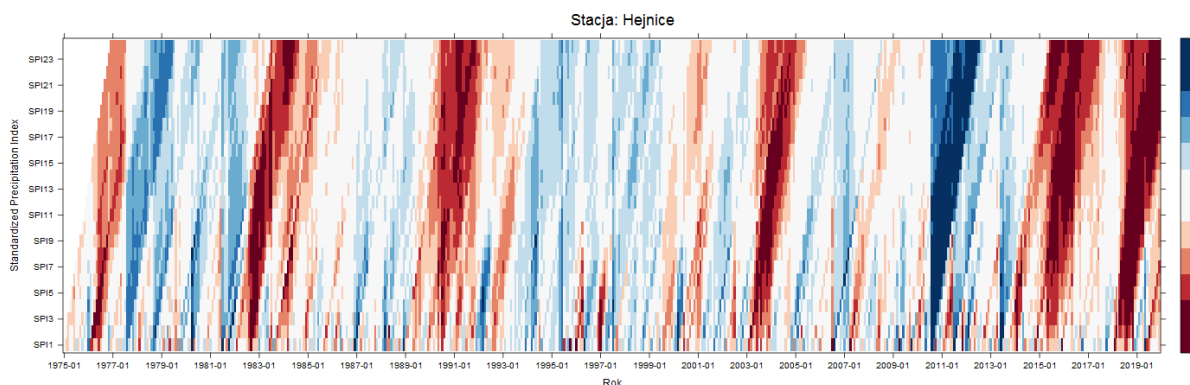 Stacja: Hejnice
Standardized Precipitation Index
SPI23
SPI21
SPI19
SPI17
SPI15
SPI13
SPI11
SPI9
SPI7
SPI5
SPI3
SPI1
1975-01 1977-01 1979-01 1981-01 1983-01 1985-01 1987-01 1989-01 1991-01 1993-01 1995-01 1997-01 1999-01 2001-01 2003-01 2005-01 2007-01 2009-01 2011-01 2013-01 2015-01 2017-01 2019-01
Rok